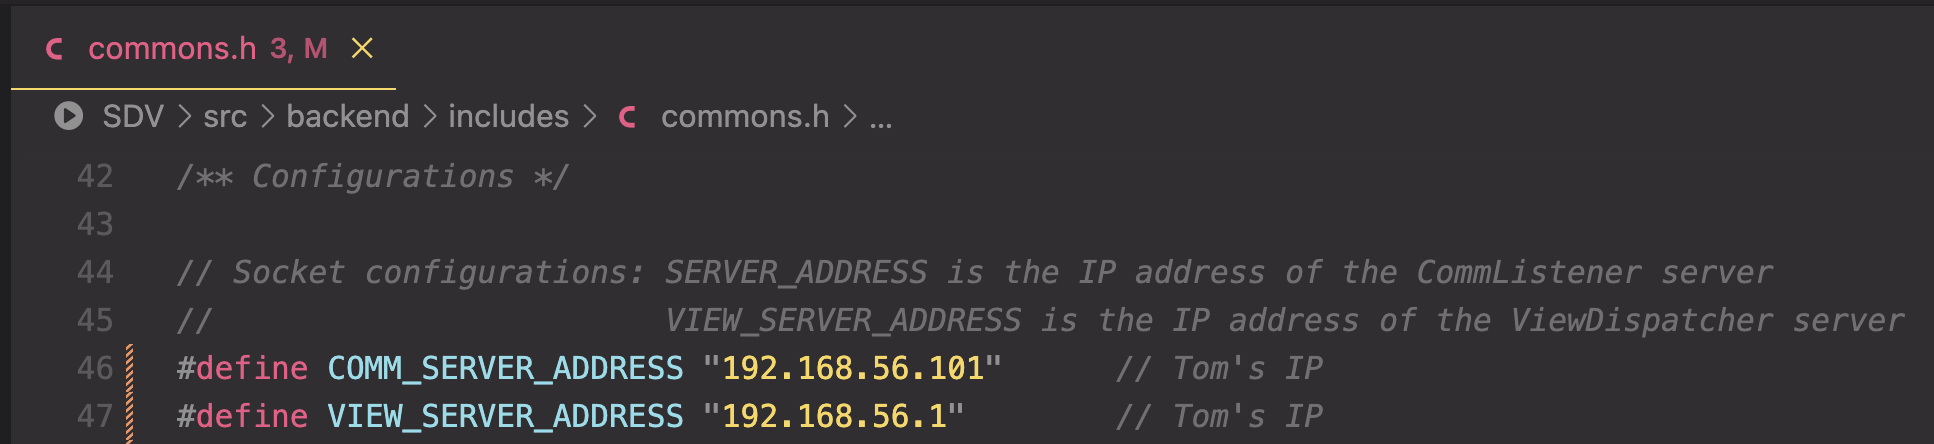 commons.h 3, M
SDV > src > backend > includes > commons.h > ...
42 /** Configurations */
43
44 // Socket configurations: SERVER_ADDRESS is the IP address of the CommListener server
45 //                        VIEW_SERVER_ADDRESS is the IP address of the ViewDispatcher server
46 #define COMM_SERVER_ADDRESS "192.168.56.101"      // Tom's IP
47 #define VIEW_SERVER_ADDRESS "192.168.56.1"        // Tom's IP